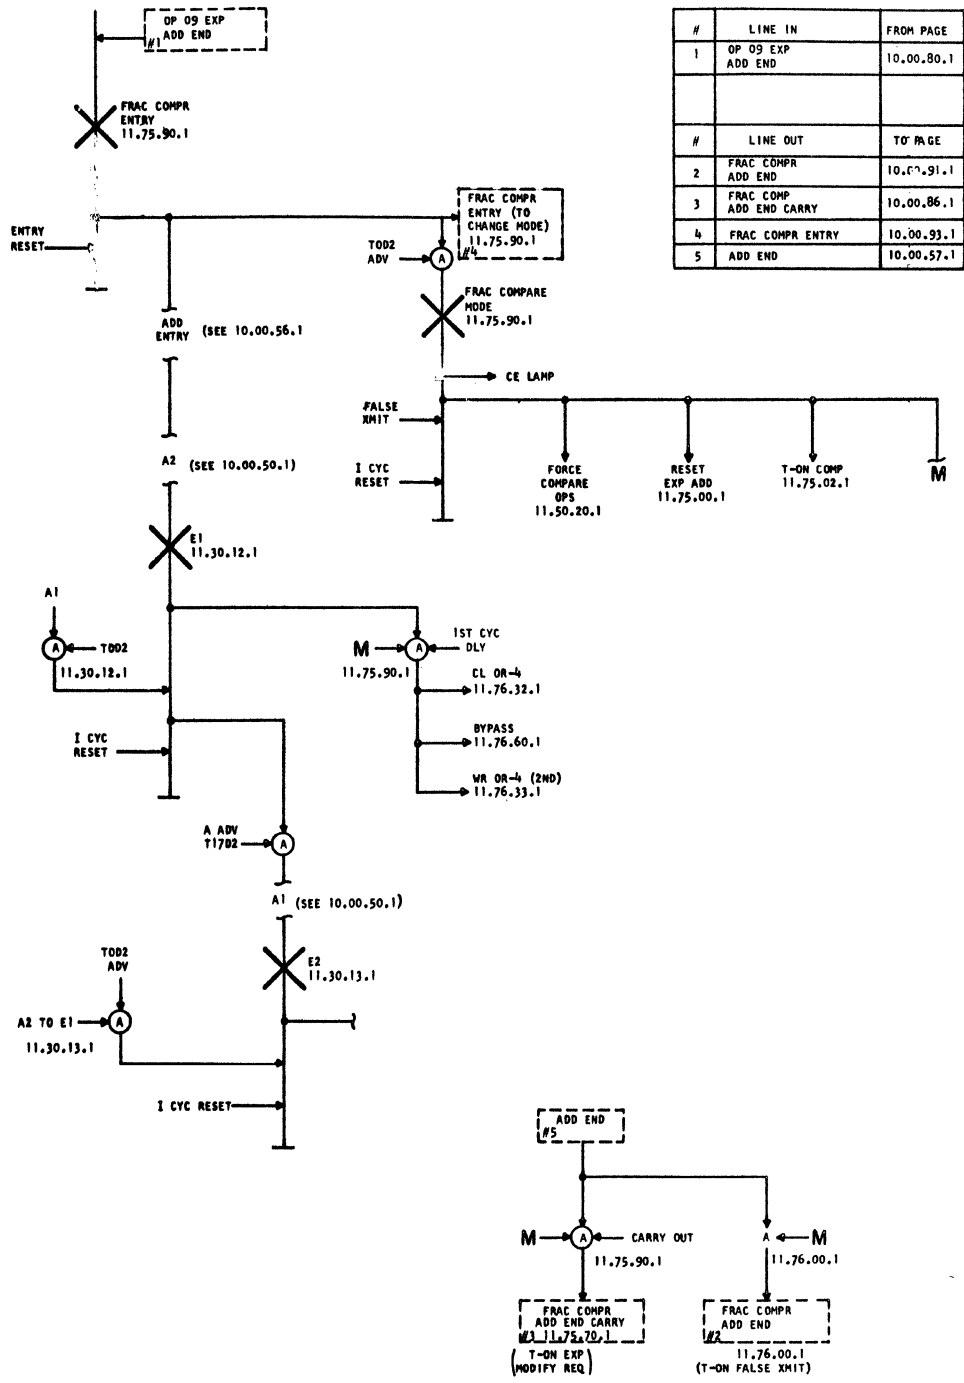 OP 09 EXP
ADD END
#1
# LINE IN FROM PAGE
1 OP 09 EXP
ADD END 10.00.80.1
# LINE OUT TO PAGE
2 FRAC COMPR
ADD END
3 FRAC COMP
ADD END CARRY 10.00.86.1
4 FRAC COMPR ENTRY 10.00.93.1
5 ADD END 10.00.57.1
FRAC COMPR
ENTRY
11.75.90.1
ENTRY
RESET
FRAC COMPR
ENTRY (TO
CHANGE MODE)
11.75.90.1
#4
TOD2
ADV
A
FRAC COMPARE
MODE
11.75.90.1
ADD
ENTRY
(SEE 10.00.56.1
CE LAMP
FALSE
XMIT
I CYC
RESET
FORCE
COMPARE
OPS
11.50.20.1
RESET
EXP ADD
11.75.00.1
T-ON COMP
11.75.02.1
M
A2 (SEE 10.00.50.1)
E1
11.30.12.1
A1
A
TOD2
11.30.12.1
M
A
1ST CYC
DLY
11.75.90.1
CL OR-4
11.76.32.1
BYPASS
11.76.60.1
WR OR-4 (2ND)
11.76.33.1
I CYC
RESET
A ADV
T17D2
A
A1 (SEE 10.00.50.1)
E2
11.30.13.1
TOD2
ADV
A2 TO E1
A
11.30.13.1
I CYC RESET
ADD END
#5
M
A
CARRY OUT
11.75.90.1
A
M
11.76.00.1
FRAC COMPR
ADD END CARRY
#3 11.75.70.1
(T-ON EXP
MODIFY REQ)
FRAC COMPR
ADD END
#2
11.76.00.1
(T-ON FALSE XMIT)